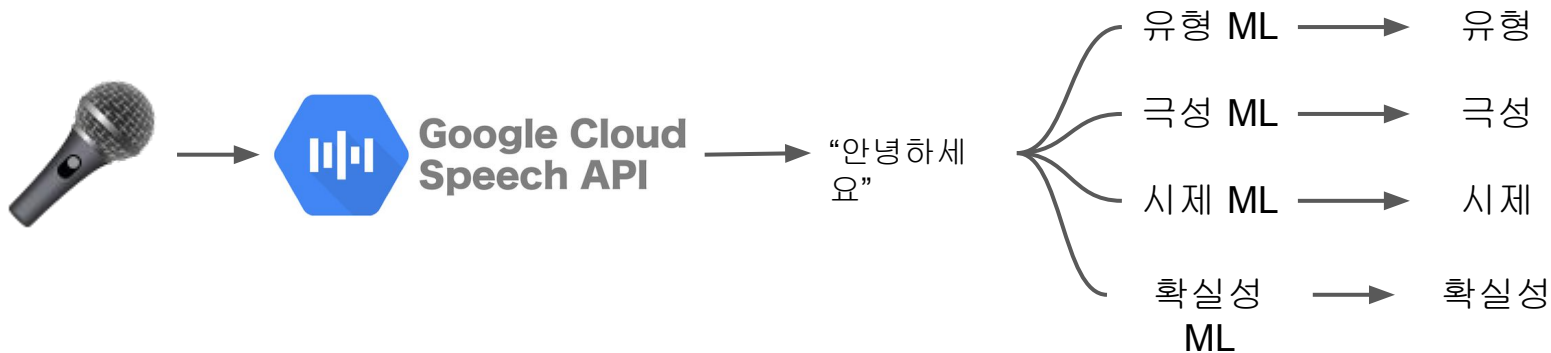 Google Cloud
Speech API
“안녕하세
요”
유형 ML
유형
극성 ML
극성
시제 ML
시제
확실성
ML
확실성